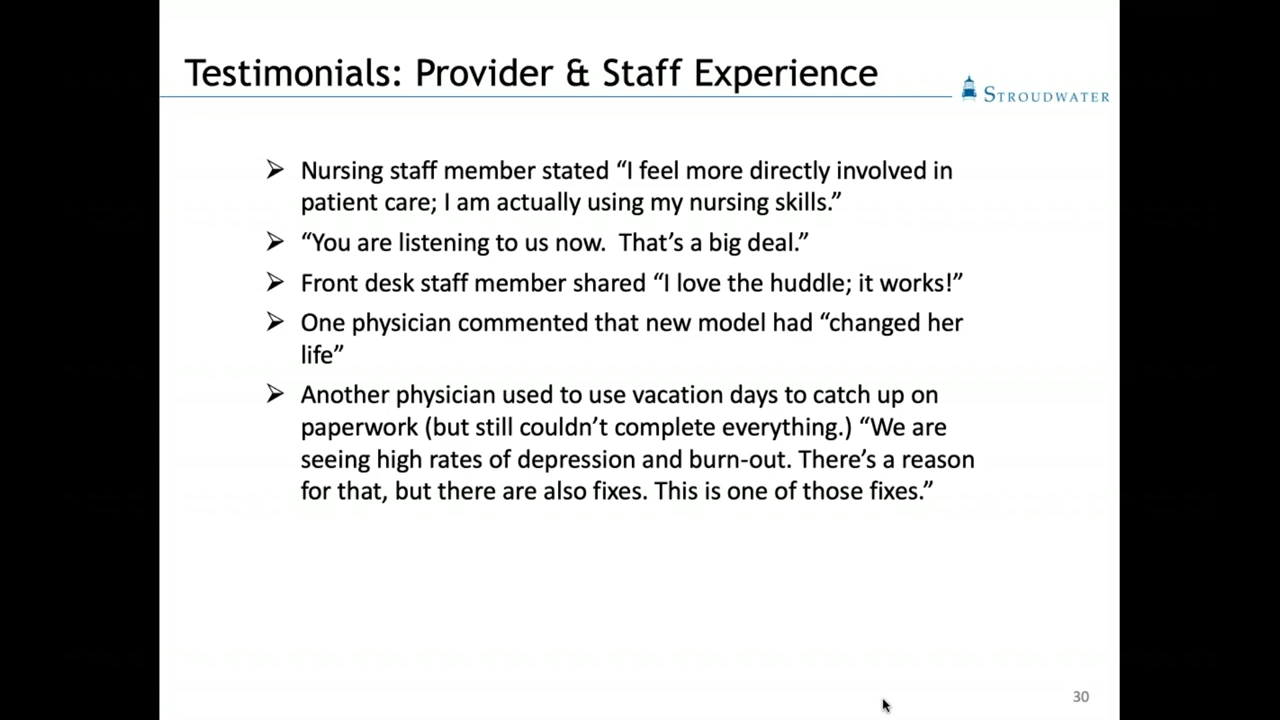 Testimonials: Provider & Staff Experience
STROUDWATER
➢ Nursing staff member stated “I feel more directly involved in
patient care; I am actually using my nursing skills.”
➢ “You are listening to us now.  That’s a big deal.”
➢ Front desk staff member shared “I love the huddle; it works!”
➢ One physician commented that new model had “changed her
life”
➢ Another physician used to use vacation days to catch up on
paperwork (but still couldn’t complete everything.) “We are
seeing high rates of depression and burn-out. There’s a reason
for that, but there are also fixes. This is one of those fixes.”
30